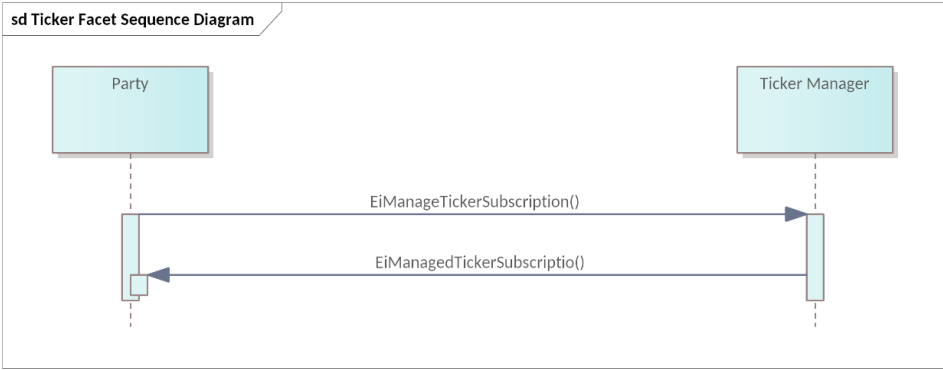 sd Ticker Facet Sequence Diagram
Party
Ticker Manager
EiManageTickerSubscription()
EiManagedTickerSubscriptio()